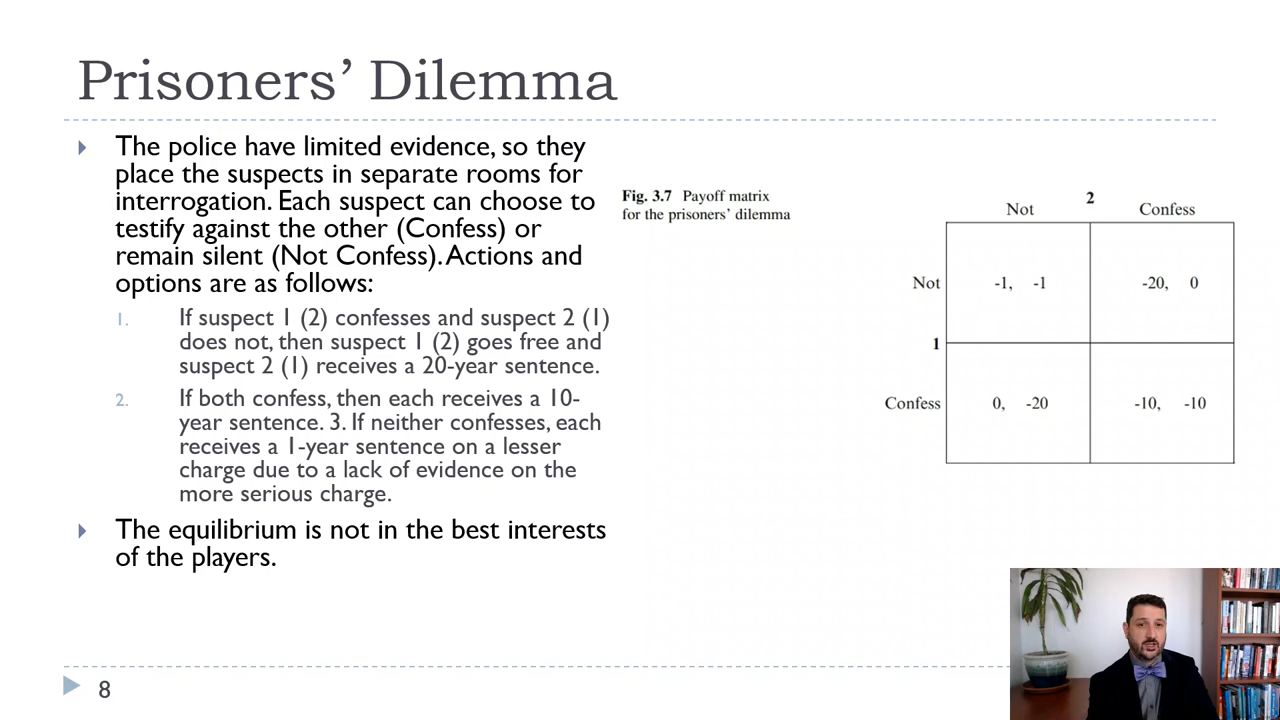 Prisoners’ Dilemma
The police have limited evidence, so they
place the suspects in separate rooms for
interrogation. Each suspect can choose to
testify against the other (Confess) or
remain silent (Not Confess). Actions and
options are as follows:
1. If suspect 1 (2) confesses and suspect 2 (1)
does not, then suspect 1 (2) goes free and
suspect 2 (1) receives a 20-year sentence.
2. If both confess, then each receives a 10-
year sentence. 3. If neither confesses, each
receives a 1-year sentence on a lesser
charge due to a lack of evidence on the
more serious charge.
The equilibrium is not in the best interests
of the players.
Fig. 3.7 Payoff matrix
for the prisoners’ dilemma
2
Not Confess
Not -1, -1 -20, 0
1
Confess 0, -20 -10, -10
8